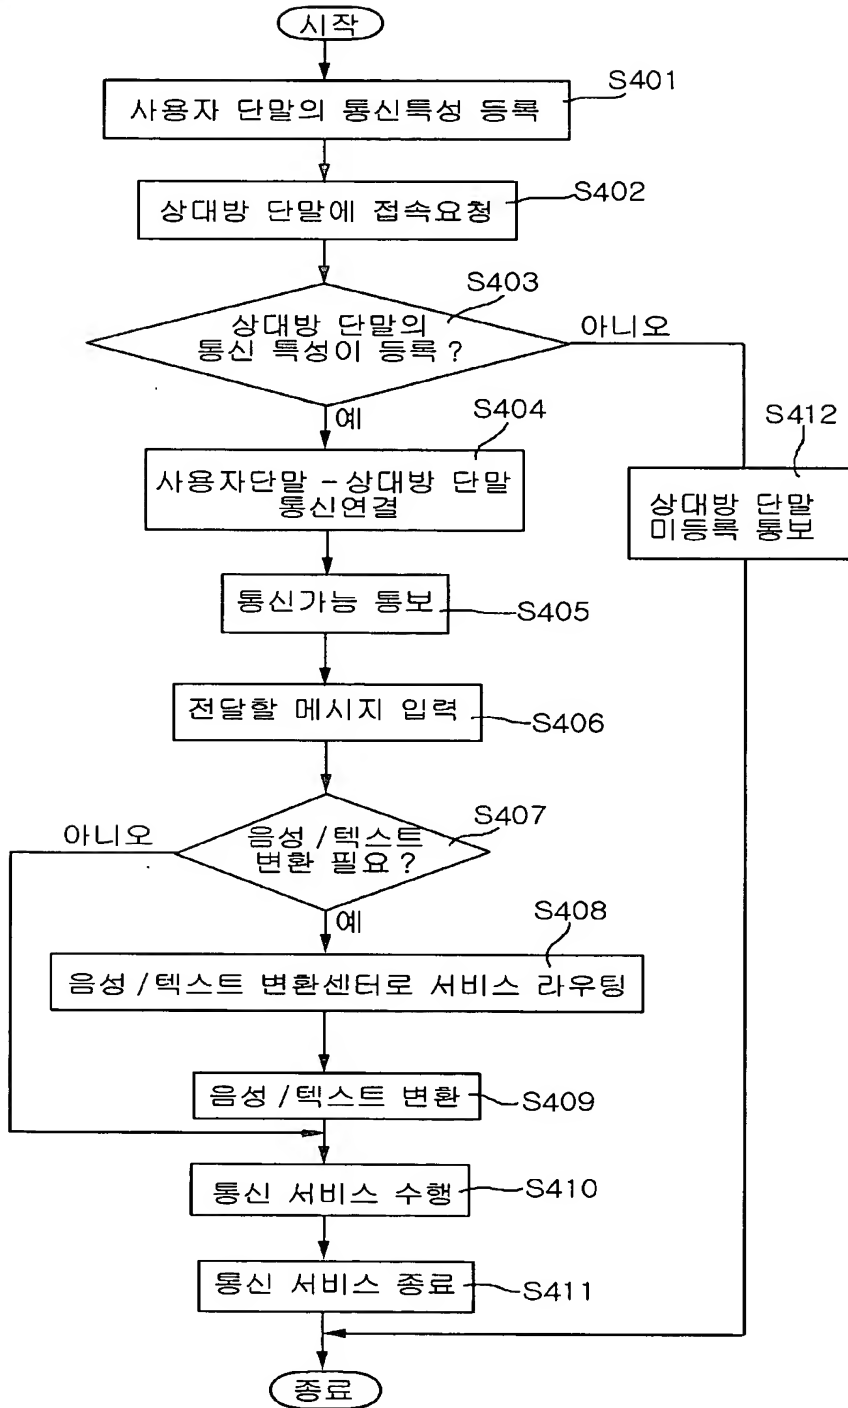 시작
사용자 단말의 통신특성 등록
S401
상대방 단말에 접속요청
S402
S403
상대방 단말의
통신 특성이 등록?
아니오
예
S404
사용자단말 - 상대방 단말
통신연결
S412
상대방 단말
미등록 통보
통신가능 통보
S405
전달할 메시지 입력
S406
S407
음성 / 텍스트
변환 필요?
아니오
예
S408
음성 / 텍스트 변환센터로 서비스 라우팅
음성 / 텍스트 변환
S409
통신 서비스 수행
S410
통신 서비스 종료
S411
종료